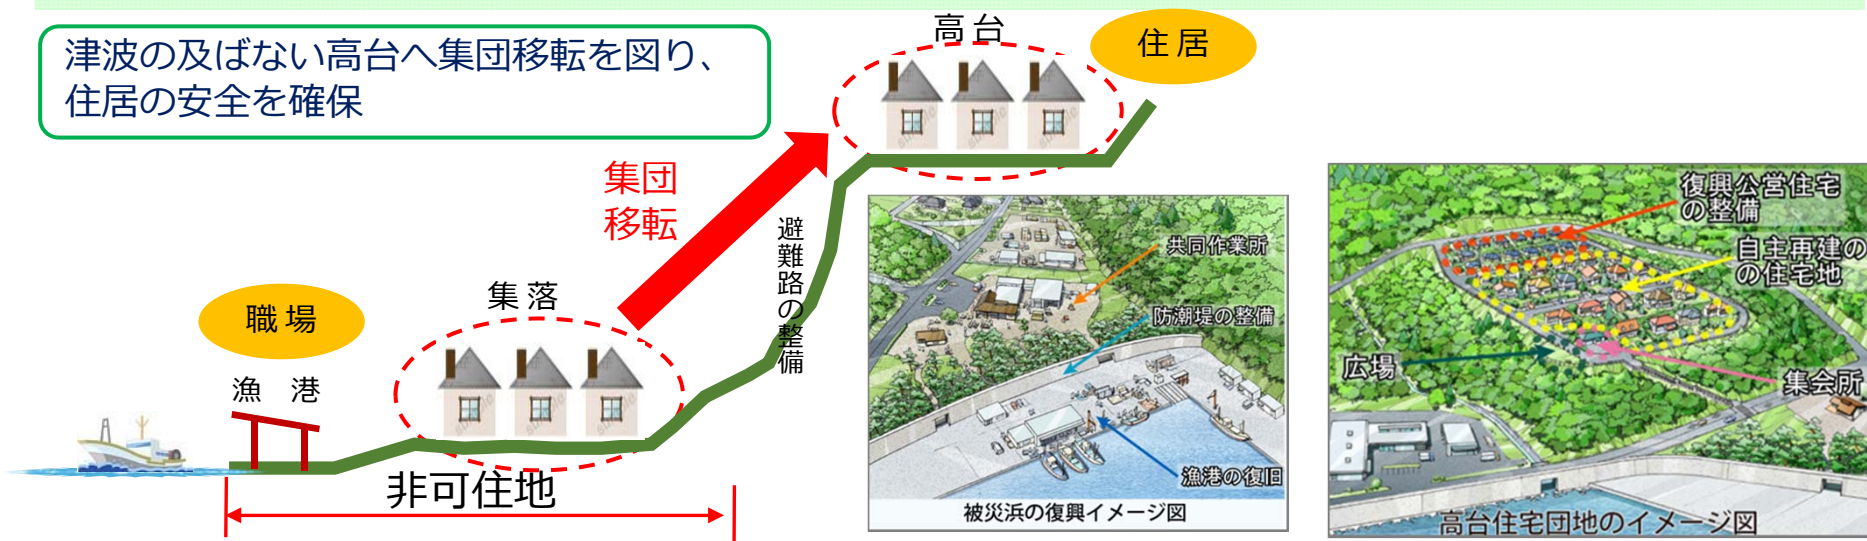 津波の及ばない高台へ集団移転を図り、
住居の安全を確保
高台
住居
集団
移転
避難路の整備
集落
職場
漁 港
非可住地
共同作業所
防潮堤の整備
漁港の復旧
被災浜の復興イメージ図
復興公営住宅
の整備
自主再建の
の住宅地
広場
集会所
高台住宅団地のイメージ図